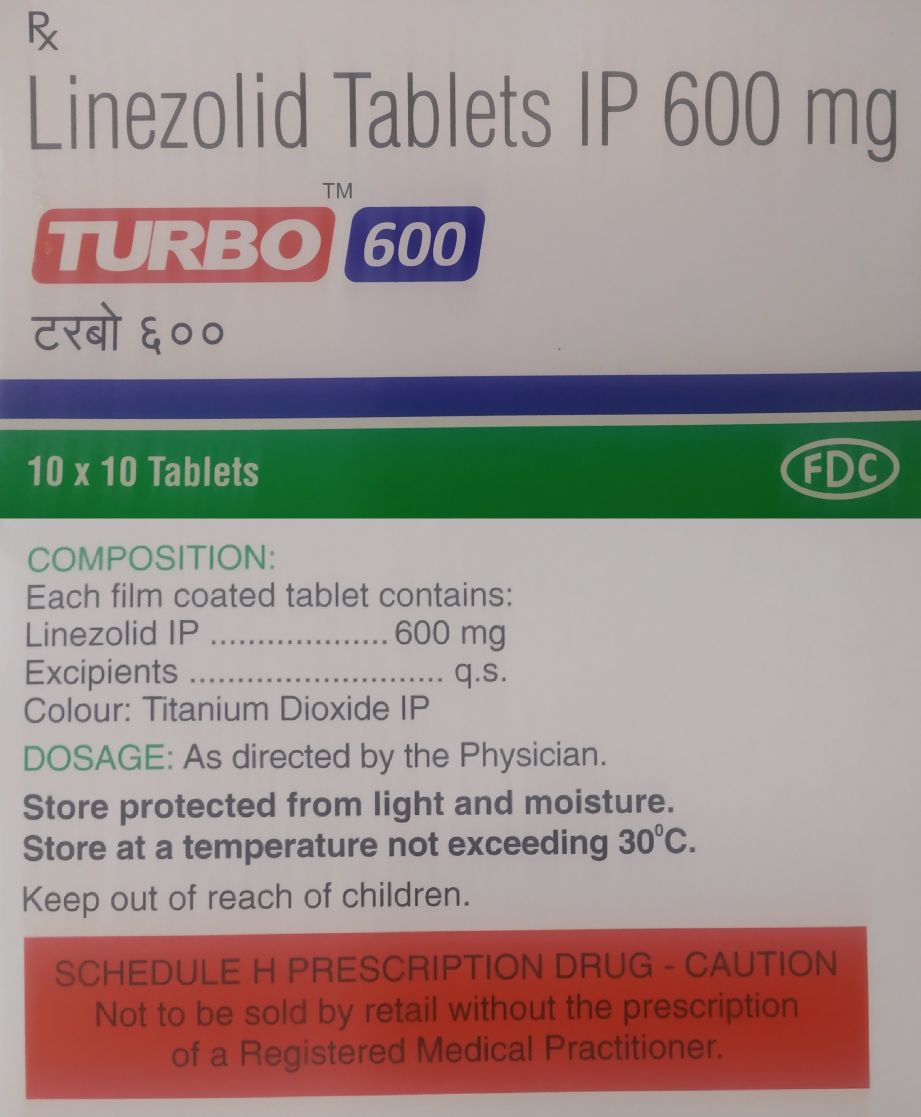 Rx
Linezolid Tablets IP 600 mg
TURBO™ 600
टरबो ६००
10 x 10 Tablets
FDC
COMPOSITION:
Each film coated tablet contains:
Linezolid IP ................... 600 mg
Excipients ........................... q.s.
Colour: Titanium Dioxide IP
DOSAGE: As directed by the Physician.
Store protected from light and moisture.
Store at a temperature not exceeding 30⁰C.
Keep out of reach of children.
SCHEDULE H PRESCRIPTION DRUG - CAUTION
Not to be sold by retail without the prescription
of a Registered Medical Practitioner.